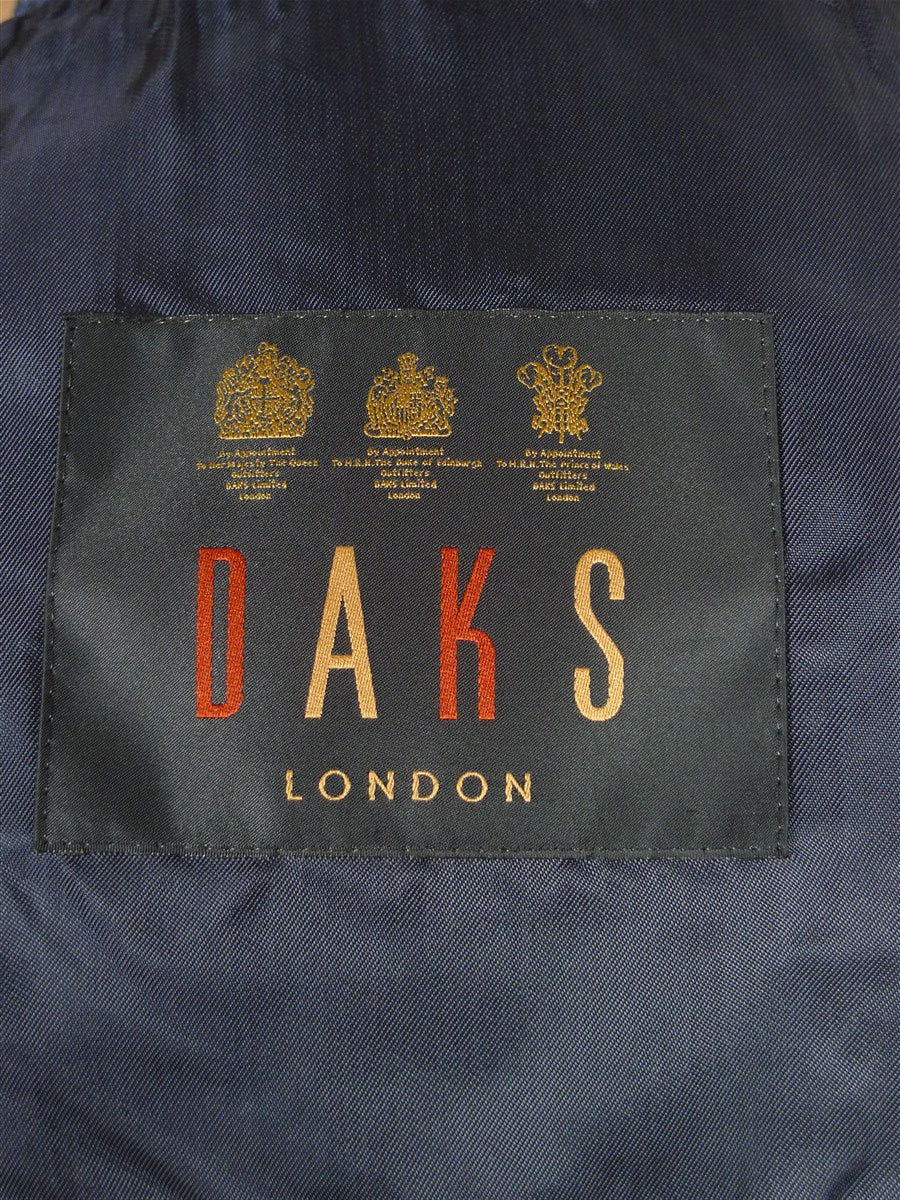 By Appointment
To Her Majesty The Queen
Outfitters
DAKS Limited
London
By Appointment
To H.R.H. The Duke of Edinburgh
Outfitters
DAKS Limited
London
By Appointment
To H.R.H. The Prince of Wales
Outfitters
DAKS Limited
London
DAKS
LONDON